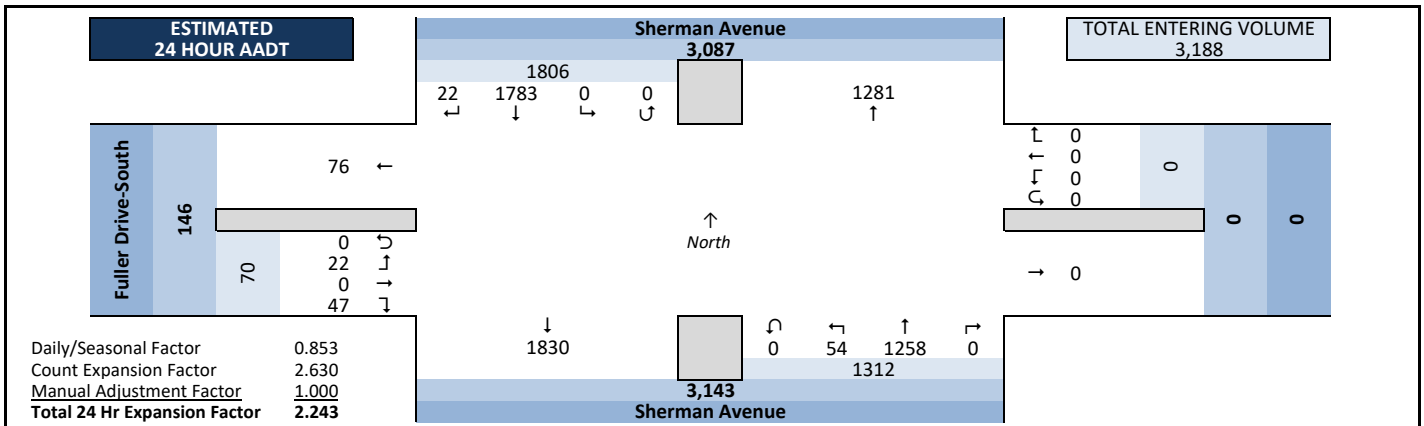 ESTIMATED
24 HOUR AADT
Sherman Avenue
3,087
TOTAL ENTERING VOLUME
3,188
1806
22 1783 0 0
↵ ↓ ↳ ↺
1281
↑
Fuller Drive-South
146
76 ←
70
0 ↺
22 ↰
0 →
47 ↴
↑
North
↑ 0
← 0
↓ 0
↺ 0
0
0
0
→ 0
↓
1830
↺ ↰ ↑ ↱
0 54 1258 0
1312
3,143
Sherman Avenue
Daily/Seasonal Factor 0.853
Count Expansion Factor 2.630
Manual Adjustment Factor 1.000
Total 24 Hr Expansion Factor 2.243